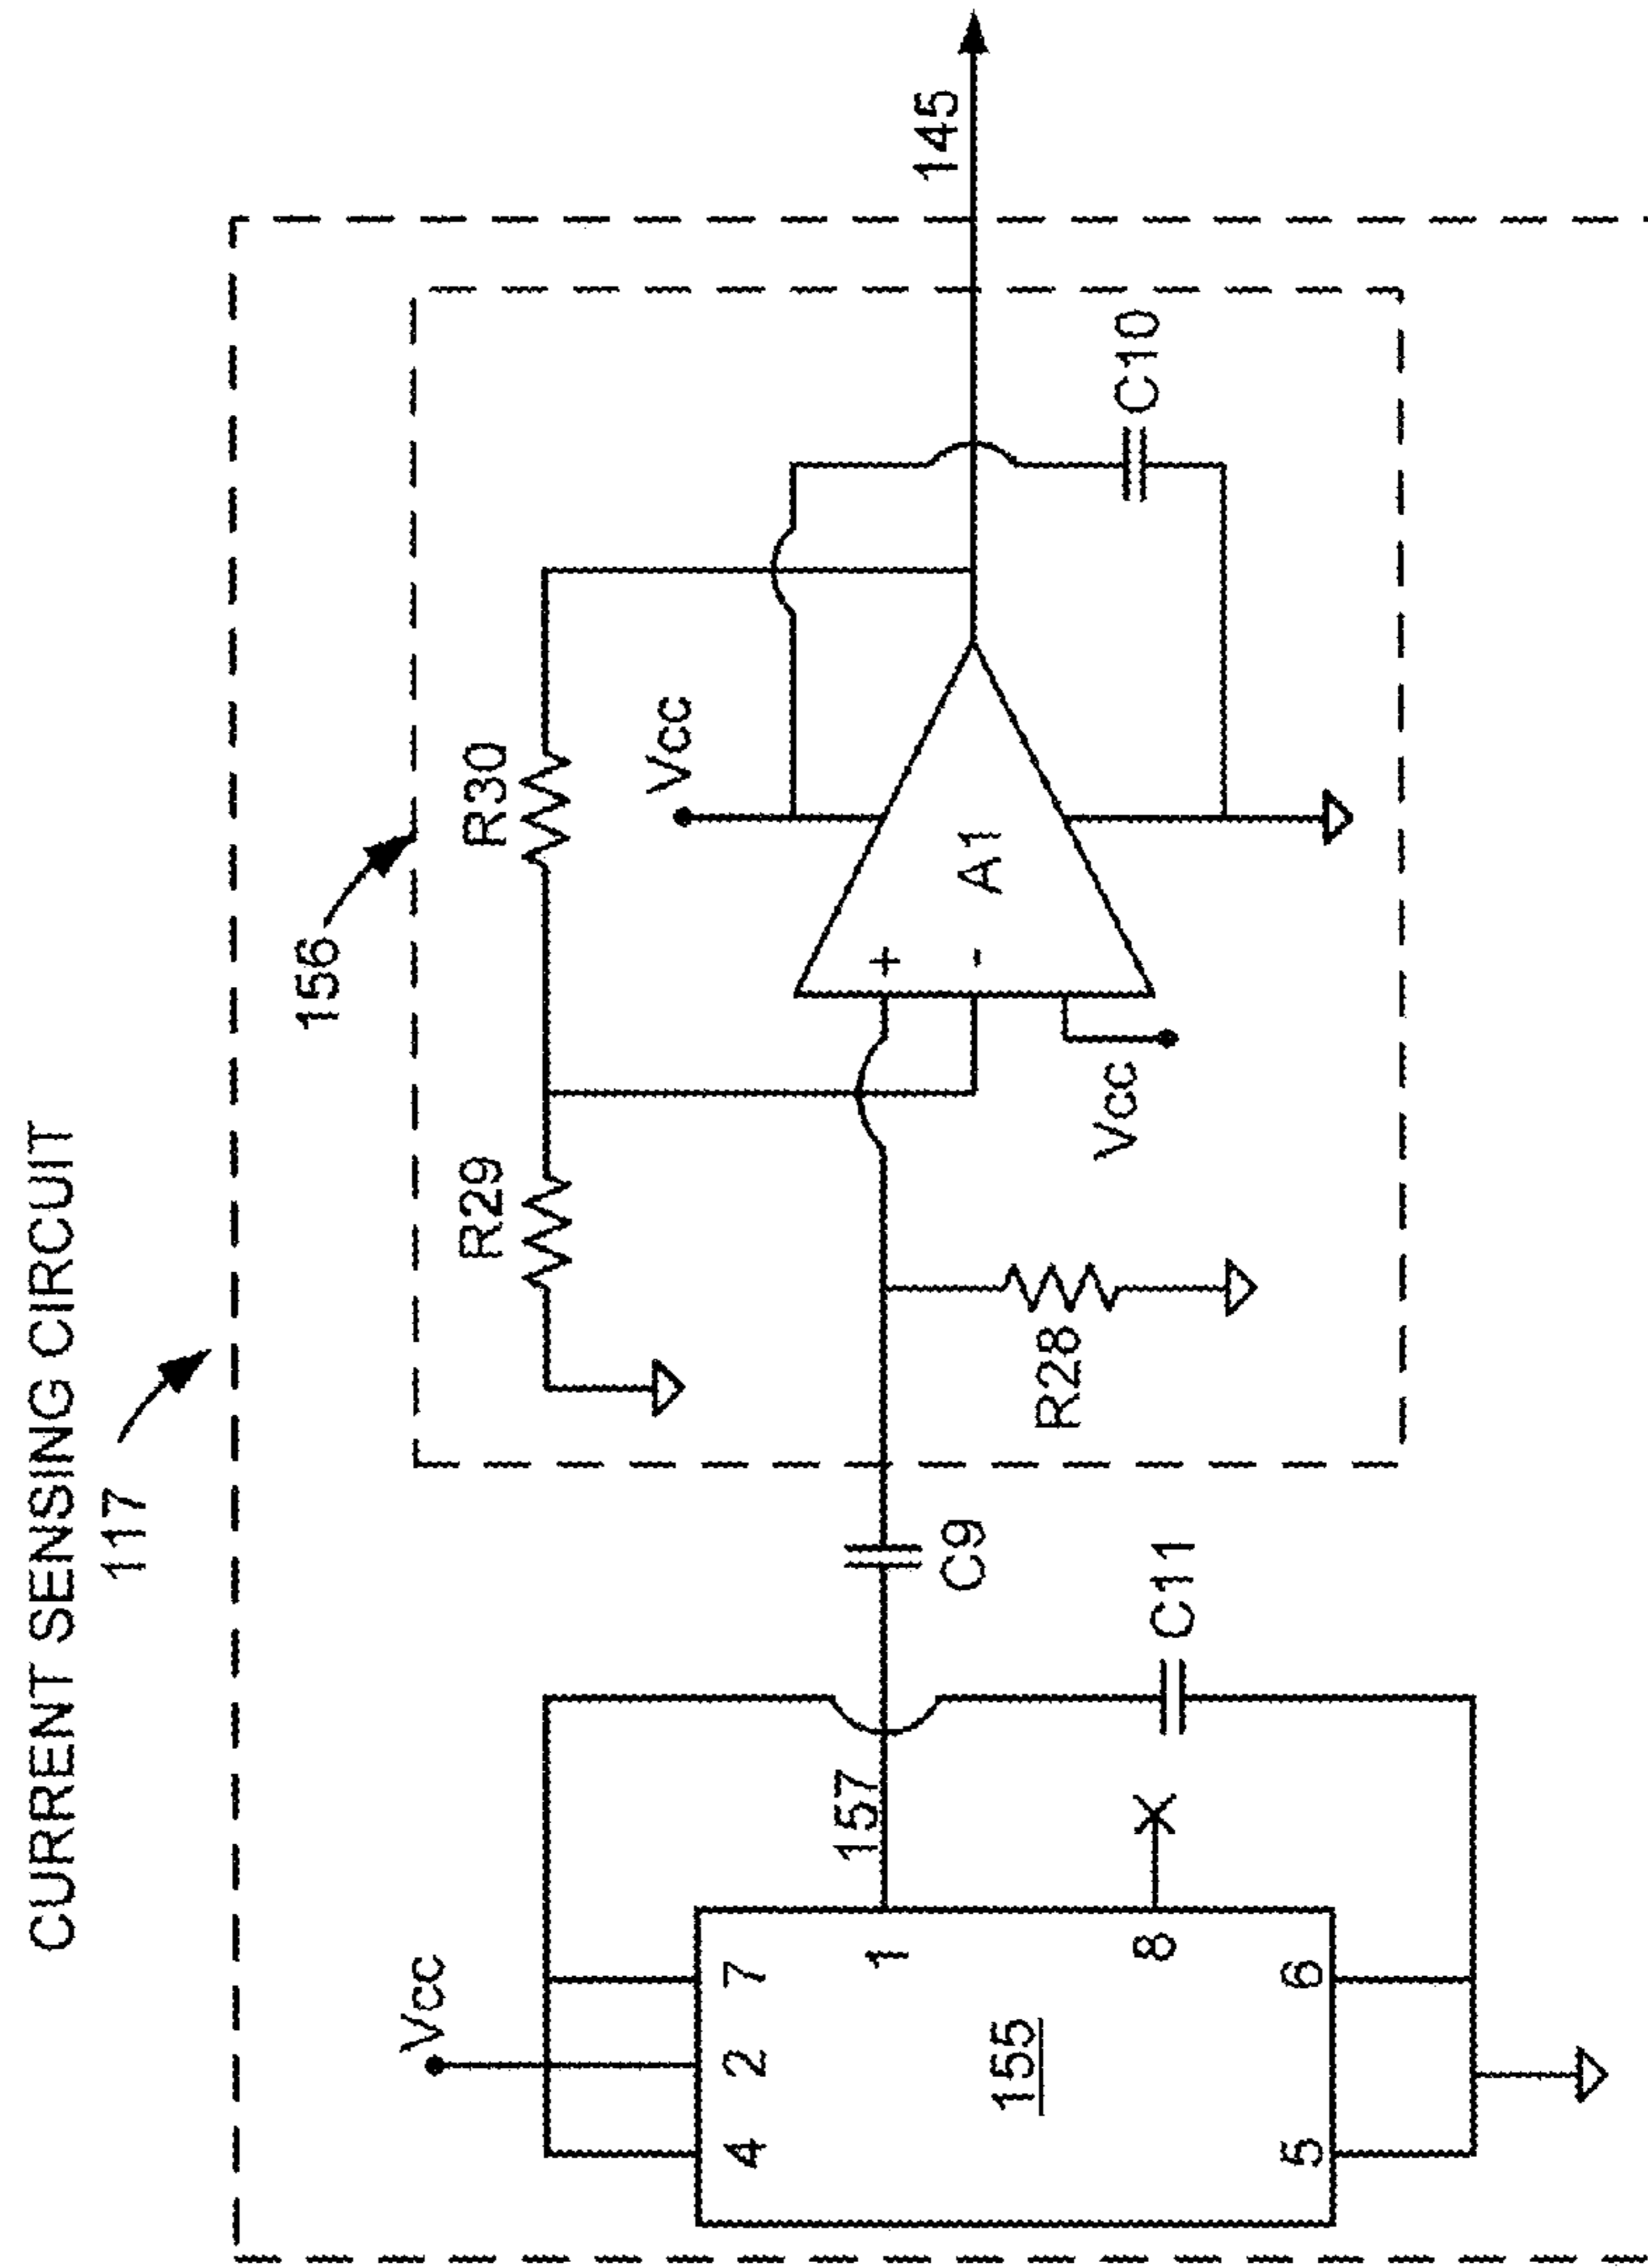 CURRENT SENSING CIRCUIT
117
156
Vcc
R29
R30
Vcc
4
2
7
157
1
C9
+
-
A1
145
155
8
C11
R28
Vcc
C10
5
6